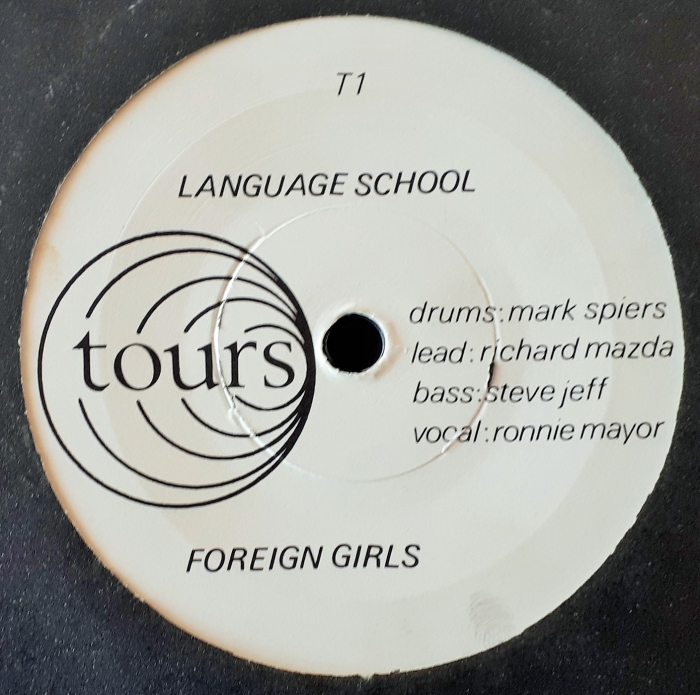 T1
LANGUAGE SCHOOL
tours
drums: mark spiers
lead: richard mazda
bass: steve jeff
vocal: ronnie mayor
FOREIGN GIRLS